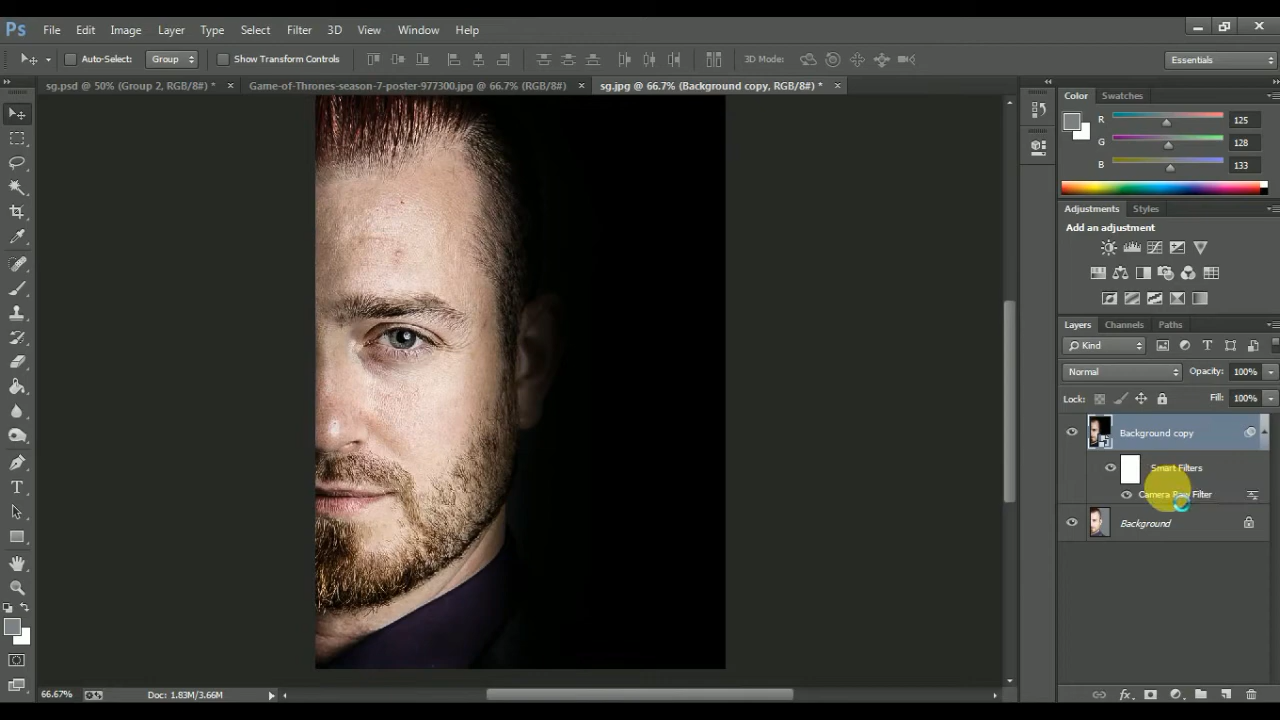 Ps File Edit Image Layer Type Select Filter 3D View Window Help
Auto-Select: Group Show Transform Controls 3D Mode: Essentials
sg.psd @ 50% (Group 2, RGB/8#) * × Game-of-Thrones-season-7-poster-977300.jpg @ 66.7% (RGB/8#) × sg.jpg @ 66.7% (Background copy, RGB/8#) * ×
Color Swatches
R 125
G 128
B 133
Adjustments Styles
Add an adjustment
Layers Channels Paths
Kind
Normal Opacity: 100%
Lock: Fill: 100%
Background copy
Smart Filters
Camera Raw Filter
Background
66.67% Doc: 1.83M/3.66M